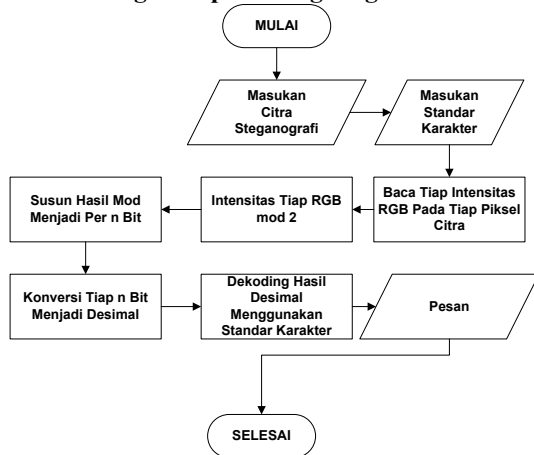 MULAI
Masukan
Citra
Steganografi
Masukan
Standar
Karakter
Baca Tiap Intensitas
RGB Pada Tiap Piksel
Citra
Intensitas Tiap RGB
mod 2
Susun Hasil Mod
Menjadi Per n Bit
Konversi Tiap n Bit
Menjadi Desimal
Dekoding Hasil
Desimal
Menggunakan
Standar Karakter
Pesan
SELESAI